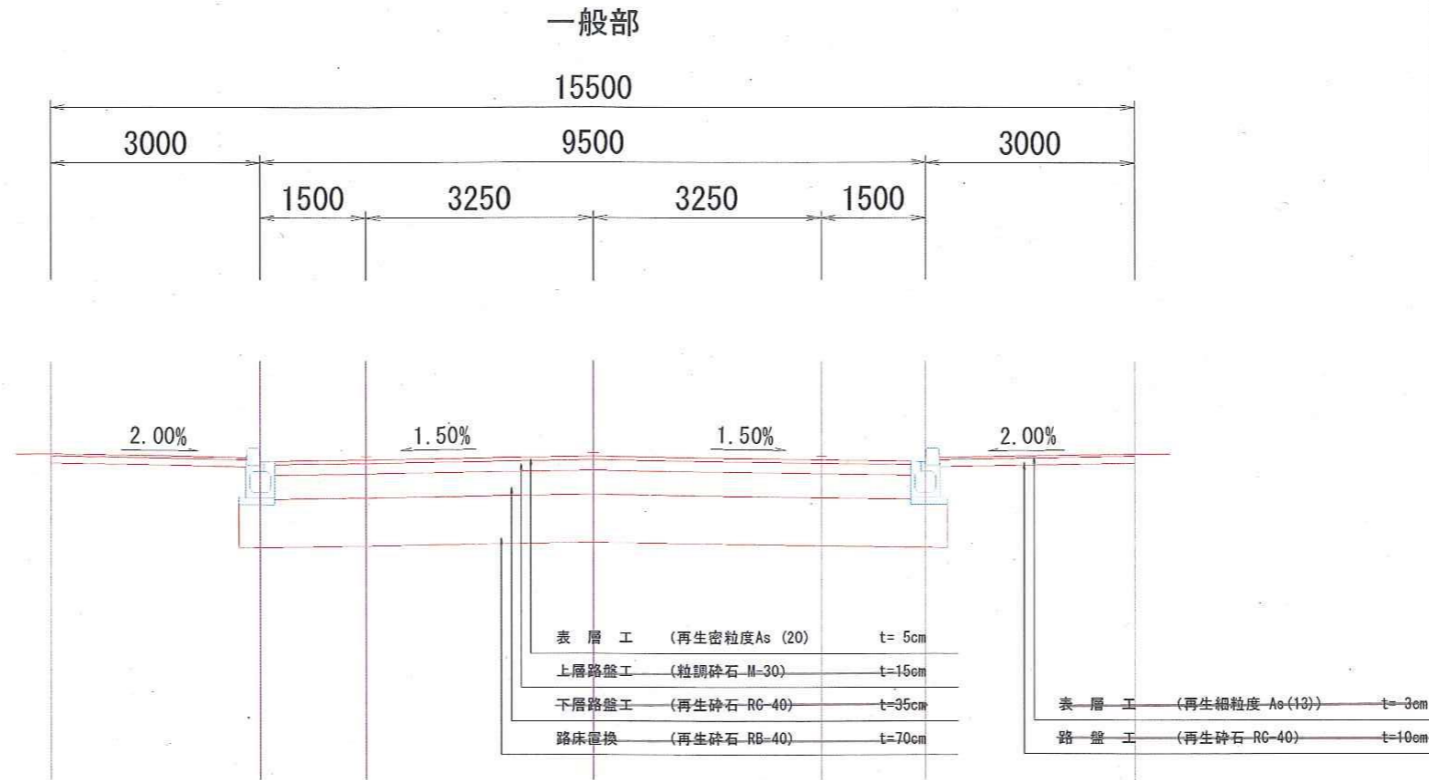 一般部
15500
3000 9500 3000
1500 3250 3250 1500
2.00% 1.50% 1.50% 2.00%
表 層 工 (再生密粒度As (20) t= 5cm
上層路盤工 (粒調砕石 M-30) t=15cm
下層路盤工 (再生砕石 RC-40) t=35cm
路床置換 (再生砕石 RB-40) t=70cm
表 層 工 (再生細粒度 As(13)) t= 3cm
路 盤 工 (再生砕石 RC-40) t=10cm